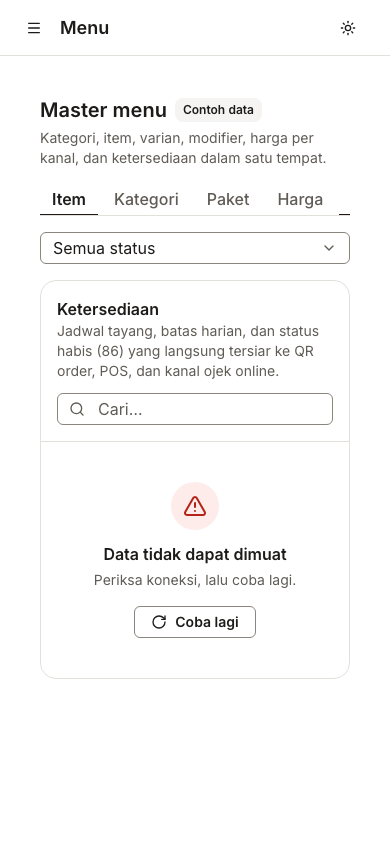 Menu
Master menu
Contoh data
Kategori, item, varian, modifier, harga per
kanal, dan ketersediaan dalam satu tempat.
Item Kategori Paket Harga
Semua status
Ketersediaan
Jadwal tayang, batas harian, dan status
habis (86) yang langsung tersiar ke QR
order, POS, dan kanal ojek online.
Cari...
Data tidak dapat dimuat
Periksa koneksi, lalu coba lagi.
Coba lagi